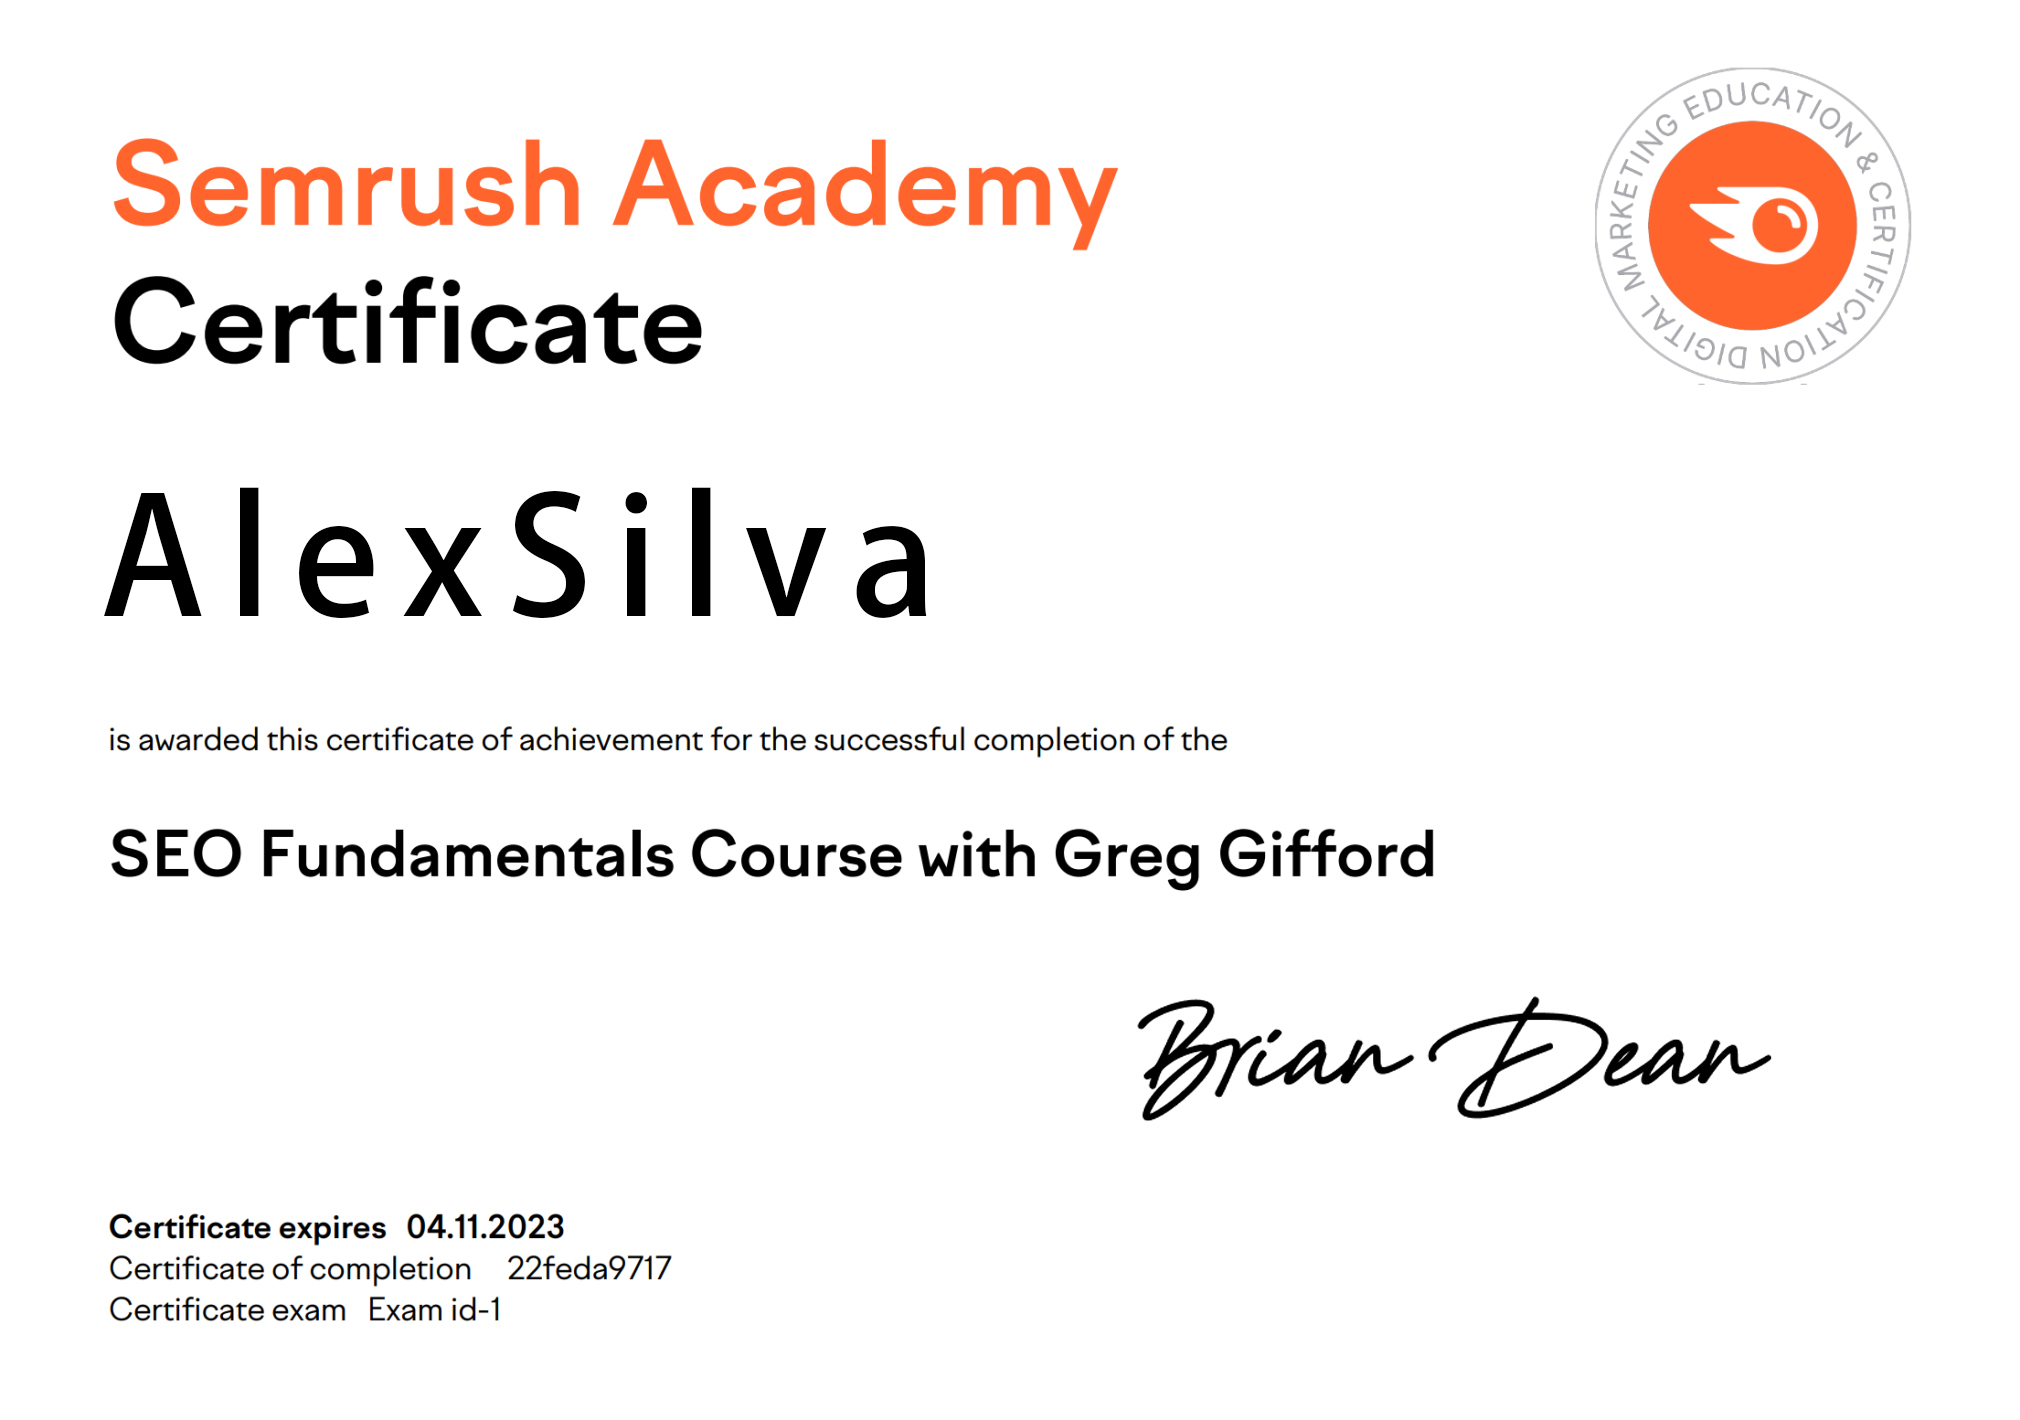 Semrush Academy
Certificate
DIGITAL MARKETING EDUCATION & CERTIFICATION
AlexSilva
is awarded this certificate of achievement for the successful completion of the
SEO Fundamentals Course with Greg Gifford
Brian Dean
Certificate expires 04.11.2023
Certificate of completion 22feda9717
Certificate exam Exam id-1